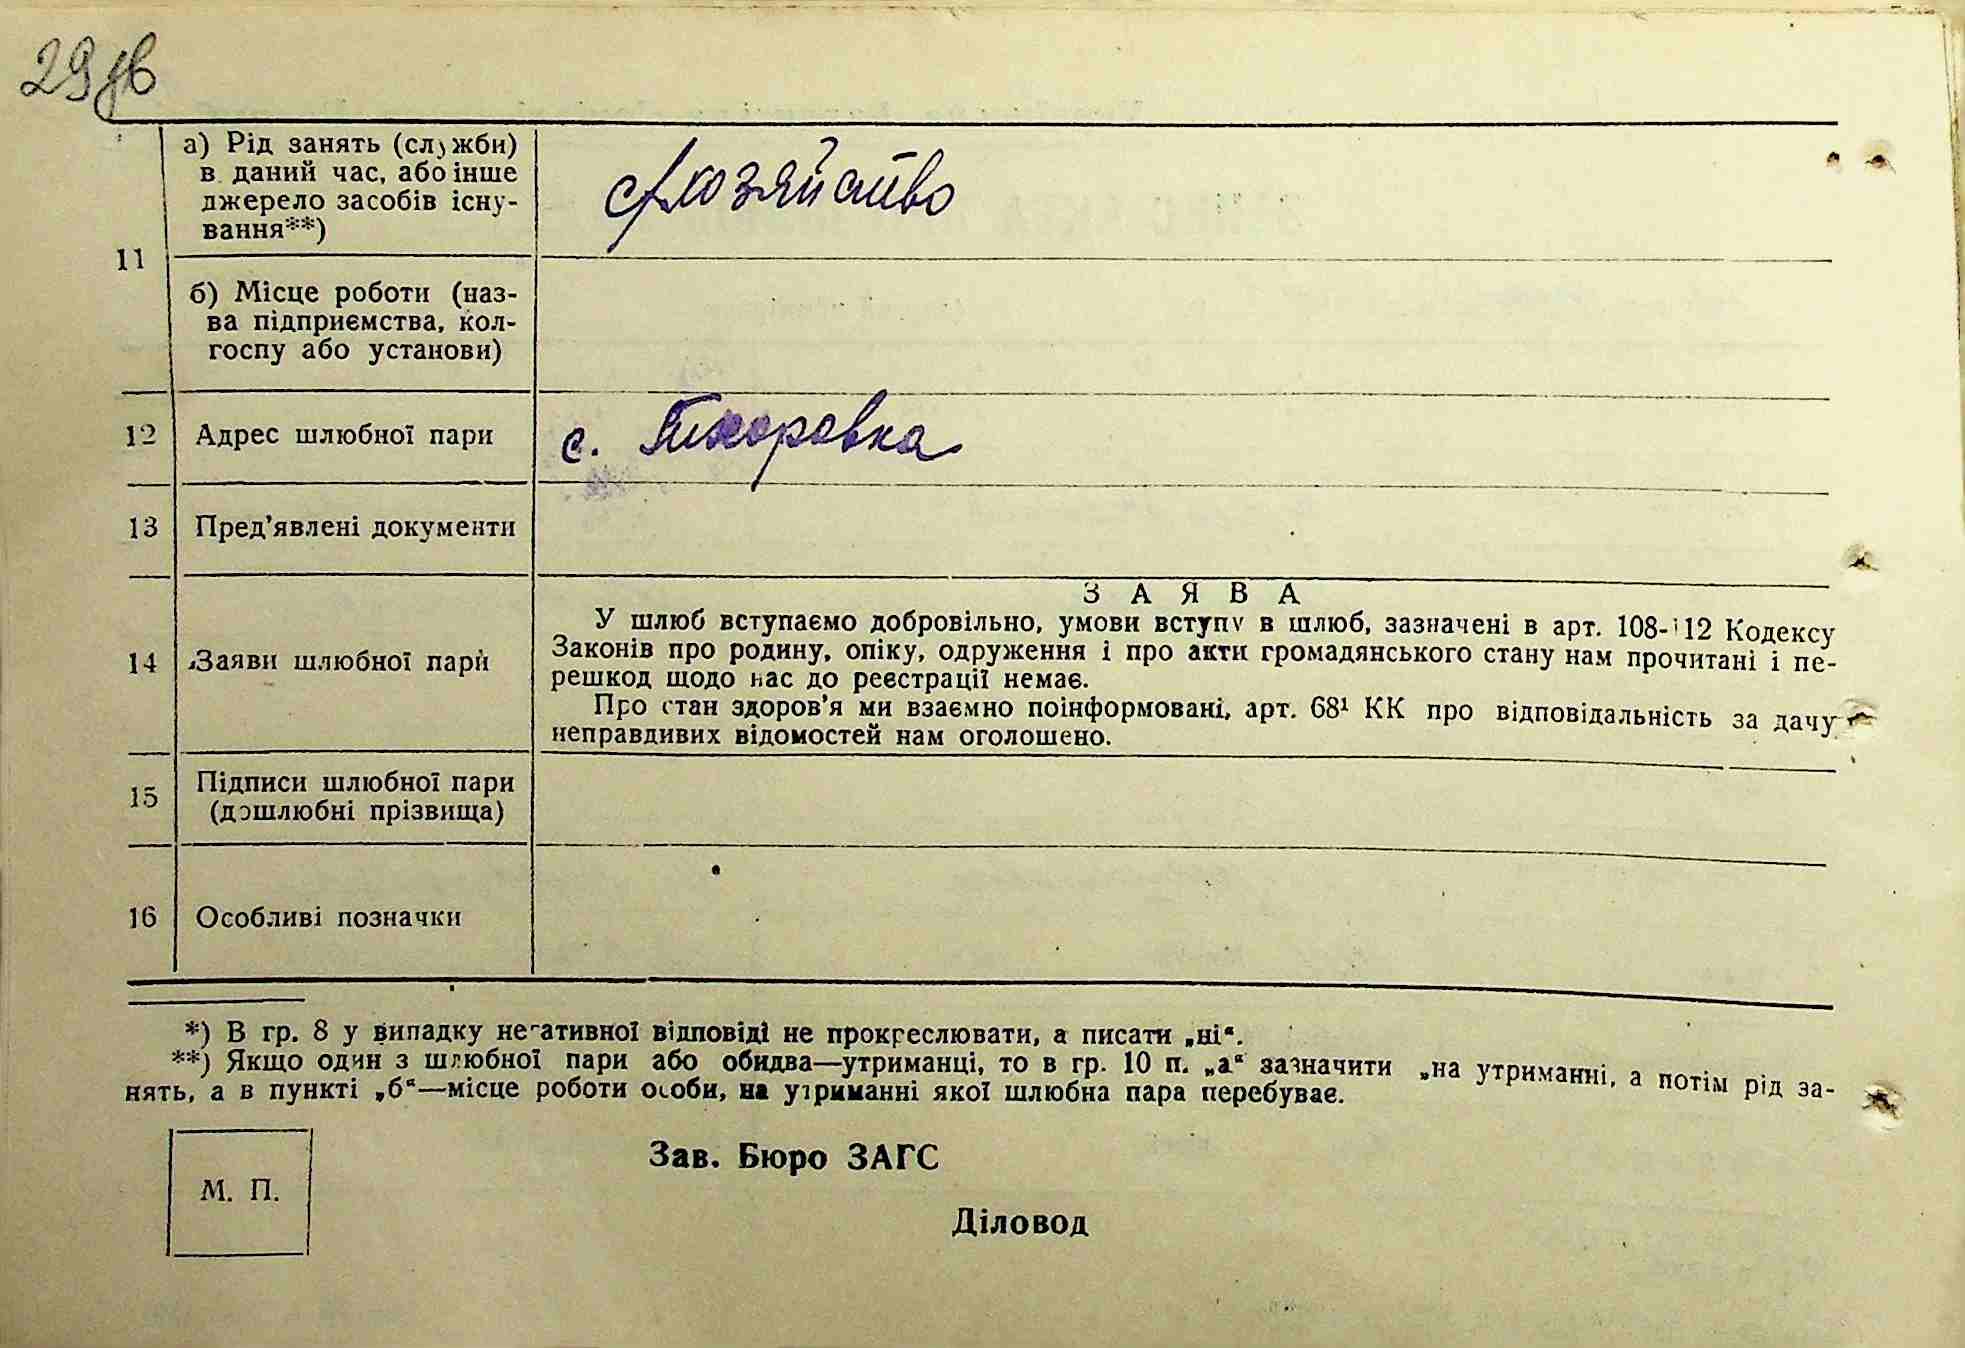 29 зв
11
а) Рід занять (служби)
в даний час, або інше
джерело засобів існу-
вання**)
с/хозяйство
б) Місце роботи (наз-
ва підприємства, кол-
госпу або установи)
12
Адрес шлюбної пари
с.
13
Пред'явлені документи
14
Заяви шлюбної пари
ЗАЯВА
У шлюб вступаємо добровільно, умови вступу в шлюб, зазначені в арт. 108-112 Кодексу
Законів про родину, опіку, одруження і про акти громадянського стану нам прочитані і пе-
решкод щодо нас до реєстрації немає.
Про стан здоров'я ми взаємно поінформовані, арт. 68¹ КК про відповідальність за дачу
неправдивих відомостей нам оголошено.
15
Підписи шлюбної пари
(дошлюбні прізвища)
16
Особливі позначки
*) В гр. 8 у випадку негативної відповіді не прокреслювати, а писати „ні“.
**) Якщо один з шлюбної пари або обидва—утриманці, то в гр. 10 п. „а“ зазначити „на утриманні, а потім рід за-
нять, а в пункті „б“—місце роботи особи, на утриманні якої шлюбна пара перебуває.
М. П.
Зав. Бюро ЗАГС
Діловод